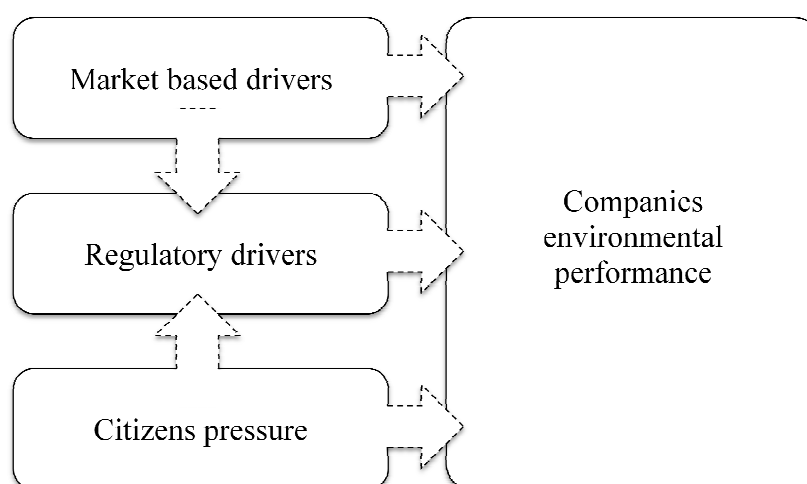 Market based drivers
Regulatory drivers
Citizens pressure
Companies
environmental
performance